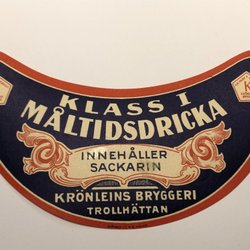 KLASS I
MÅLTIDSDRICKA
INNEHÅLLER
SACKARIN
KRÖNLEINS BRYGGERI
TROLLHÄTTAN